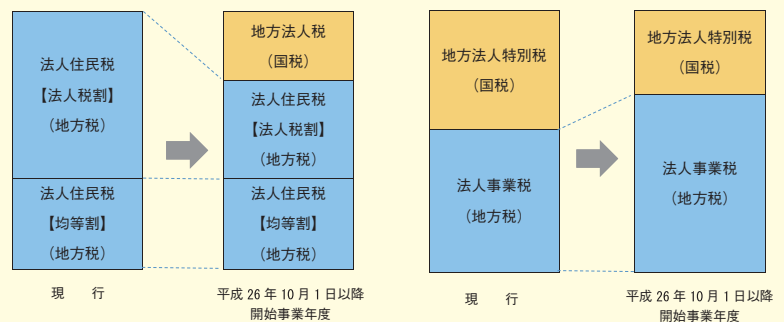 法人住民税
【法人税割】
（地方税）
法人住民税
【均等割】
（地方税）
現　　行
地方法人税
（国税）
法人住民税
【法人税割】
（地方税）
法人住民税
【均等割】
（地方税）
平成 26 年 10 月 1 日以降
開始事業年度
地方法人特別税
（国税）
法人事業税
（地方税）
現　　行
地方法人特別税
（国税）
法人事業税
（地方税）
平成 26 年 10 月 1 日以降
開始事業年度